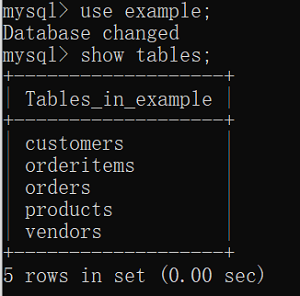 mysql> use example;
Database changed
mysql> show tables;
+--------------------+
| Tables_in_example |
+--------------------+
| customers |
| orderitems |
| orders |
| products |
| vendors |
+--------------------+
5 rows in set (0.00 sec)